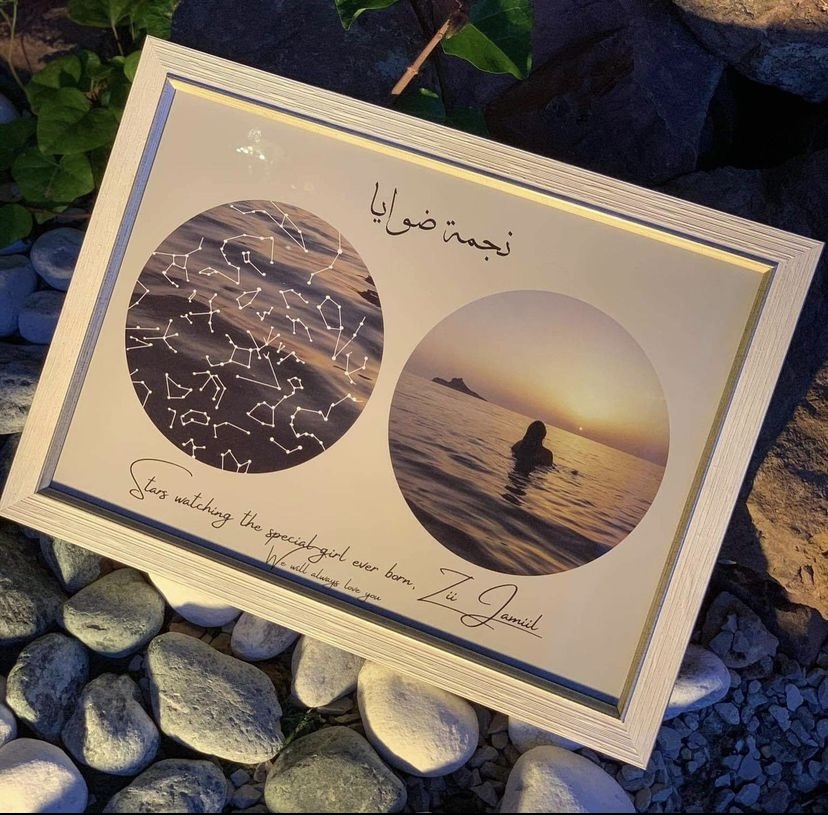 نجمة ضوايا
Stars watching the special girl ever born, Zii Jamiil
We will always love you